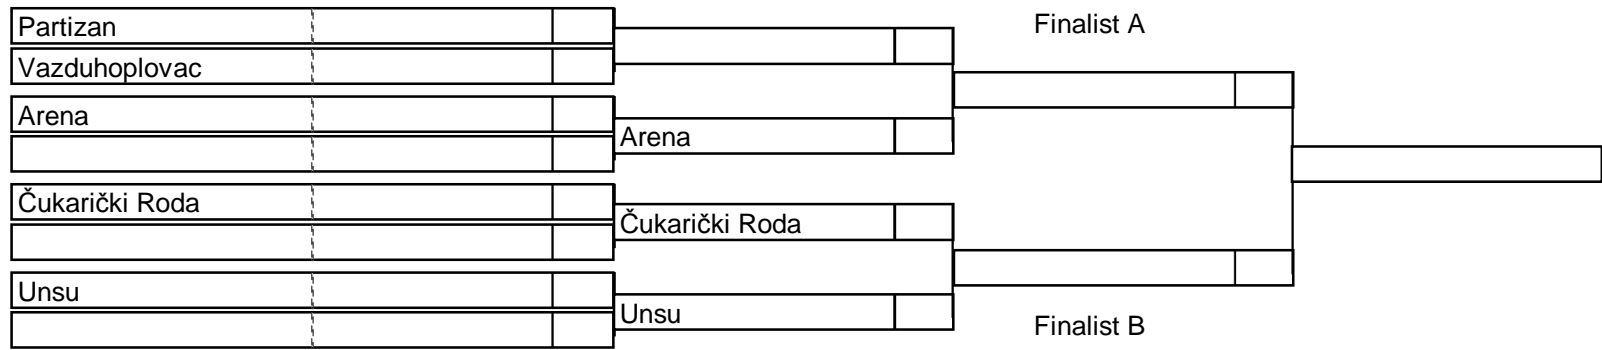 Partizan
Vazduhoplovac
Arena
Čukarički Roda
Unsu
Arena
Čukarički Roda
Unsu
Finalist A
Finalist B